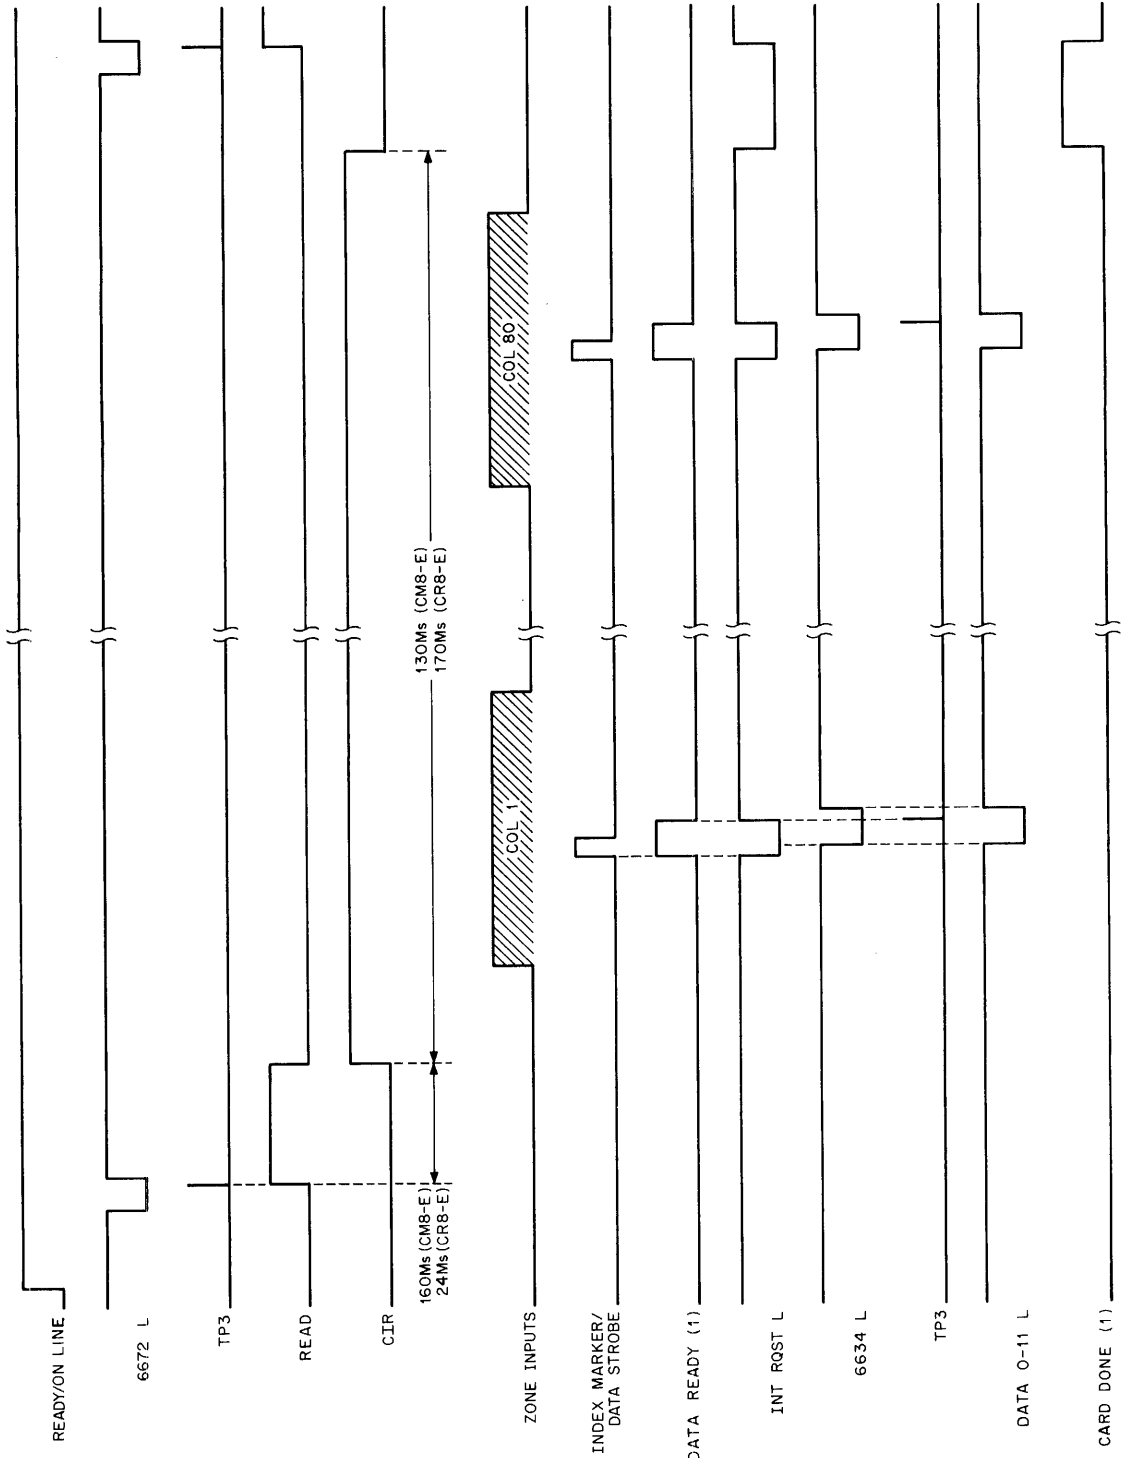 READY/ON LINE
6672 L
TP3
READ
CIR
160Ms (CM8-E)
24Ms (CR8-E)
130Ms (CM8-E)
170Ms (CR8-E)
ZONE INPUTS
COL 1
COL 80
INDEX MARKER/
DATA STROBE
DATA READY (1)
INT RQST L
6634 L
TP3
DATA 0-11 L
CARD DONE (1)